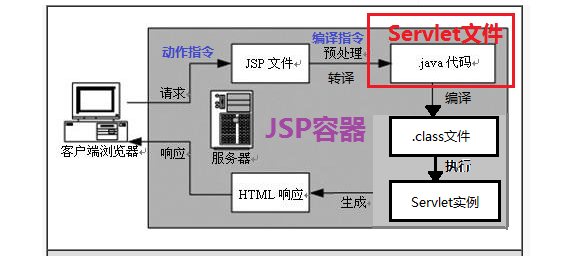 Servlet文件
动作指令
编译指令
JSP 文件
预处理
转译
.java 代码
请求
编译
JSP容器
.class文件
客户端浏览器
响应
服务器
执行
HTML 响应
生成
Servlet实例